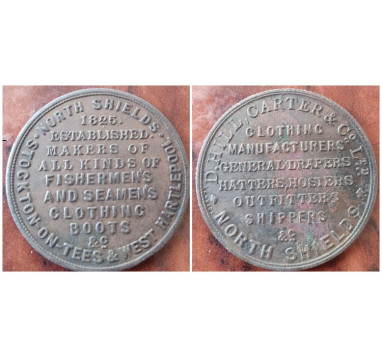 · NORTH SHIELDS ·
STOCKTON-ON-TEES & WEST HARTLEPOOL
1825.
ESTABLISHED.
MAKERS OF
ALL KINDS OF
FISHERMEN'S
AND SEAMEN'S
CLOTHING
BOOTS
&C
D. HILL, CARTER & Co LTD.
NORTH SHIELDS
CLOTHING
MANUFACTURERS
GENERAL DRAPERS
HATTERS, HOSIERS
OUTFITTERS
SHIPPERS
&C